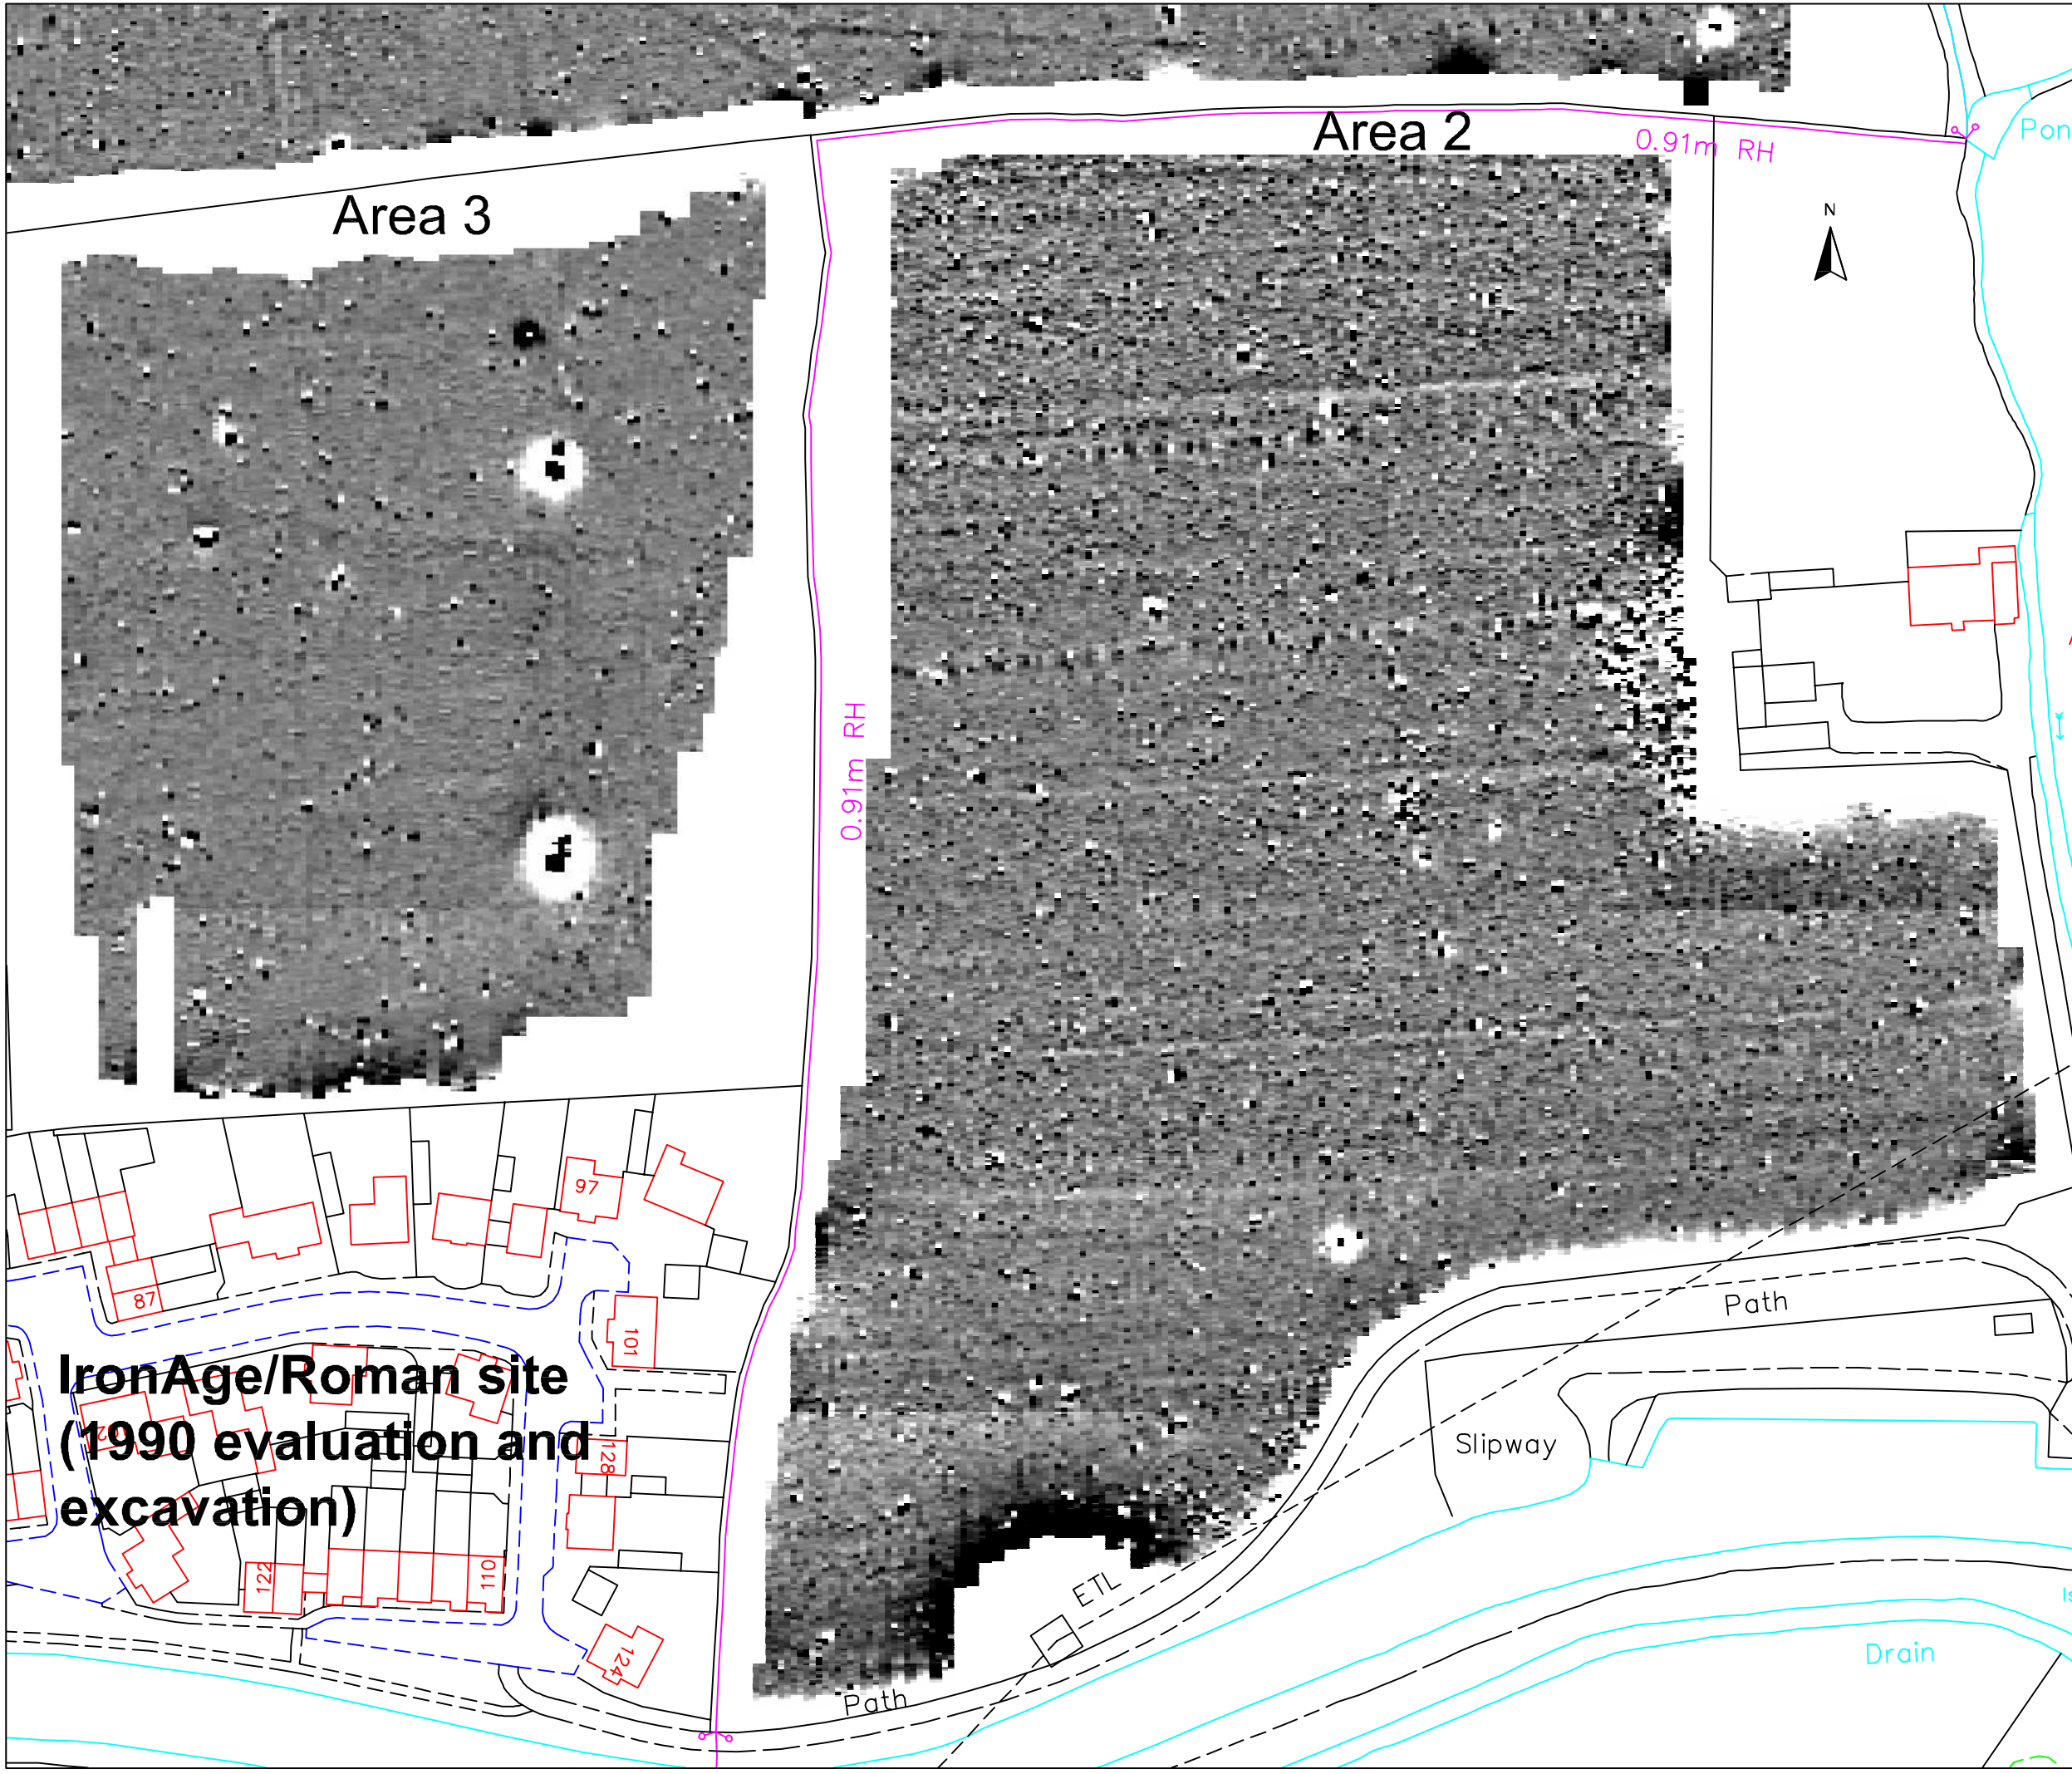 Area 2
0.91m RH
Pon
Area 3
N
0.91m RH
97
87
101
Path
IronAge/Roman site
(1990 evaluation and
excavation)
128
Slipway
122
110
ETL
Is
124
Drain
Path